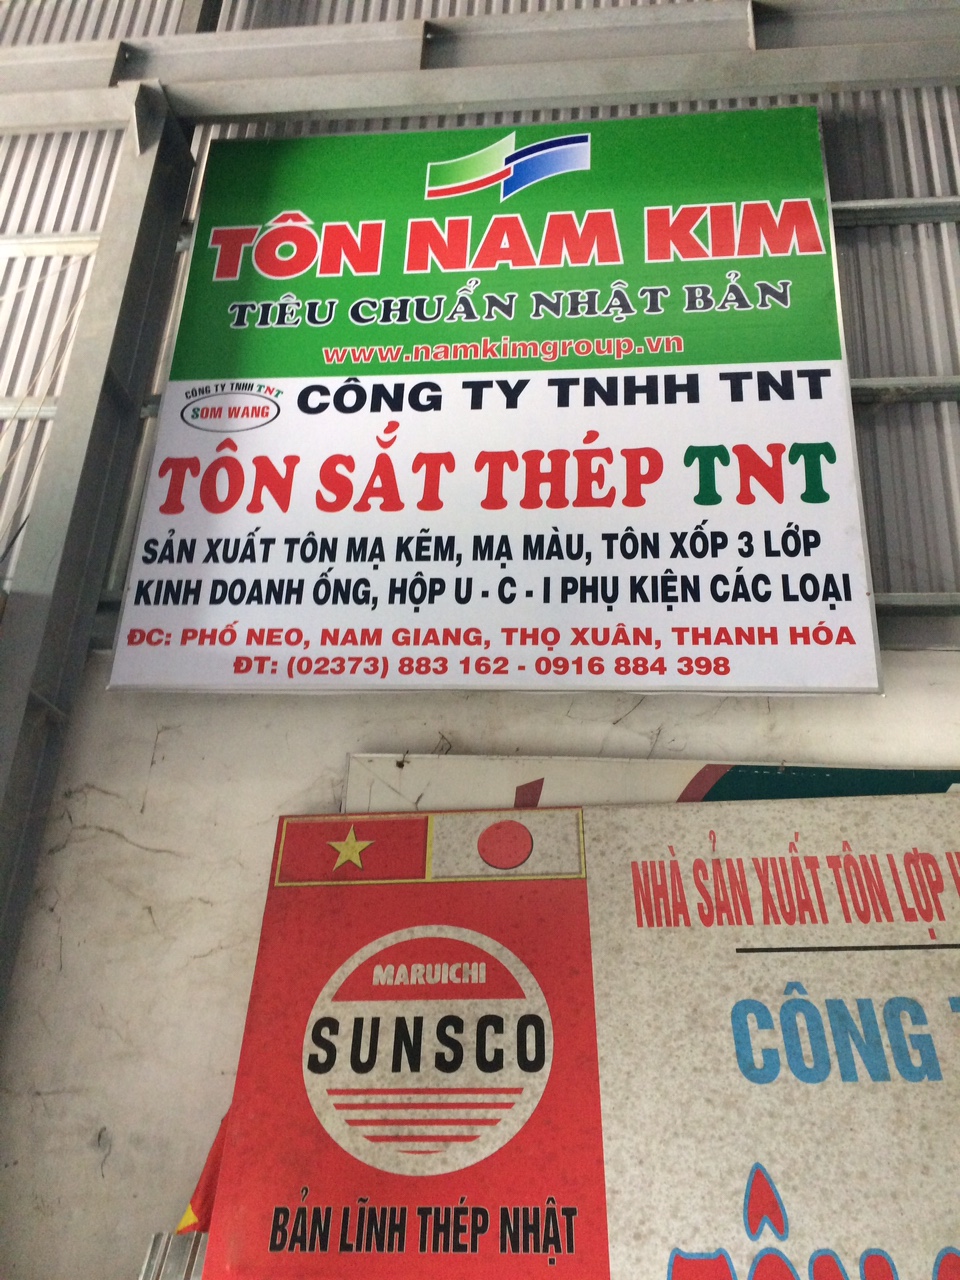 TÔN NAM KIM
TIÊU CHUẨN NHẬT BẢN
www.namkimgroup.vn
CÔNG TY TNHH TNT
SOM WANG
CÔNG TY TNHH TNT
TÔN SẮT THÉP TNT
SẢN XUẤT TÔN MẠ KẼM, MẠ MÀU, TÔN XỐP 3 LỚP
KINH DOANH ỐNG, HỘP U - C - I PHỤ KIỆN CÁC LOẠI
ĐC: PHỐ NEO, NAM GIANG, THỌ XUÂN, THANH HÓA
ĐT: (02373) 883 162 - 0916 884 398
MARUICHI
SUNSCO
BẢN LĨNH THÉP NHẬT
NHÀ SẢN XUẤT TÔN LỢP
CÔNG
TÔN